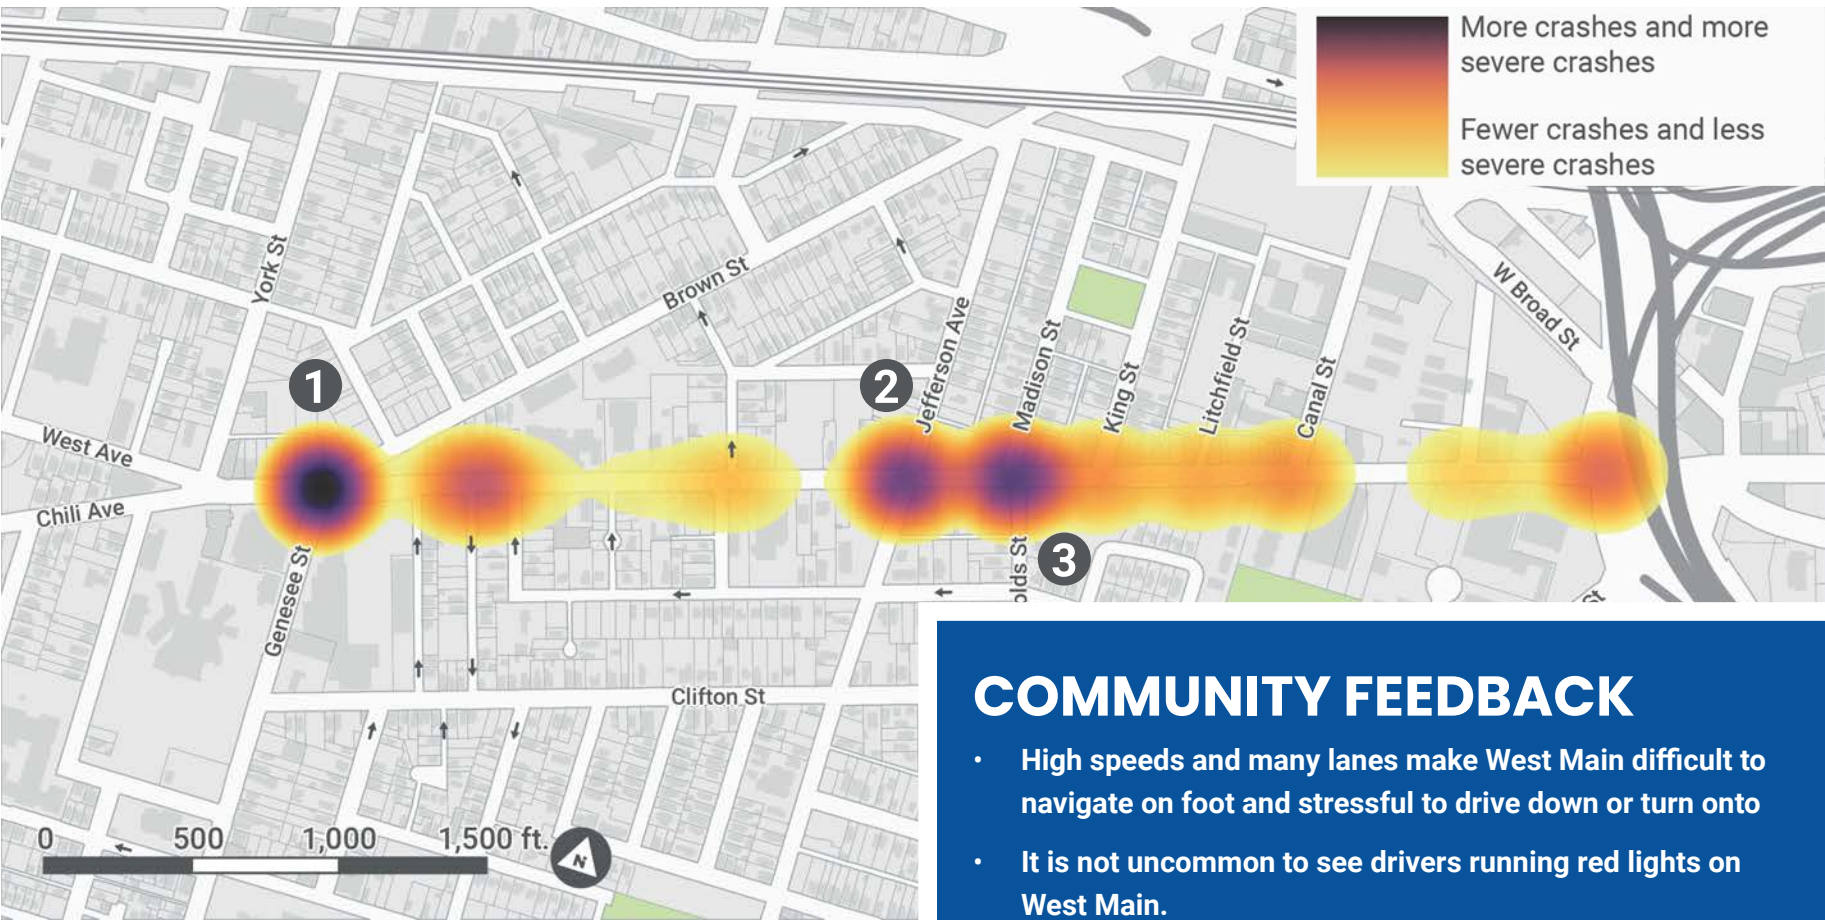 More crashes and more
severe crashes
Fewer crashes and less
severe crashes
York St
Brown St
W Broad St
1
2
Jefferson Ave
Madison St
King St
Litchfield St
Canal St
West Ave
Chili Ave
Genesee St
olds St
3
St
Clifton St
0 500 1,000 1,500 ft.
N
COMMUNITY FEEDBACK
• High speeds and many lanes make West Main difficult to
navigate on foot and stressful to drive down or turn onto
• It is not uncommon to see drivers running red lights on
West Main.